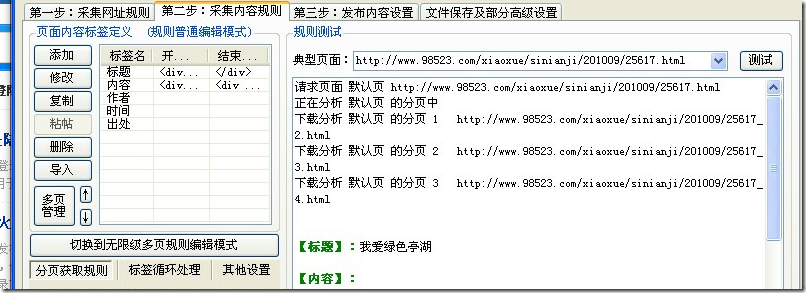 第一步：采集网址规则
第二步：采集内容规则
第三步：发布内容设置
文件保存及部分高级设置
页面内容标签定义 (规则普通编辑模式)
添加
修改
复制
粘帖
删除
导入
多页
管理
标签名 开... 结束...
标题 <div... </div>
内容 <div... <div ...
作者
时间
出处
切换到无限级多页规则编辑模式
分页获取规则 标签循环处理 其他设置
规则测试
典型页面： http://www.98523.com/xiaoxue/sinianji/201009/25617.html 测试
请求页面 默认页 http://www.98523.com/xiaoxue/sinianji/201009/25617.html
正在分析 默认页 的分页中
下载分析 默认页 的分页 1 http://www.98523.com/xiaoxue/sinianji/201009/25617_
2.html
下载分析 默认页 的分页 2 http://www.98523.com/xiaoxue/sinianji/201009/25617_
3.html
下载分析 默认页 的分页 3 http://www.98523.com/xiaoxue/sinianji/201009/25617_
4.html
【标题】：我爱绿色亭湖
【内容】：